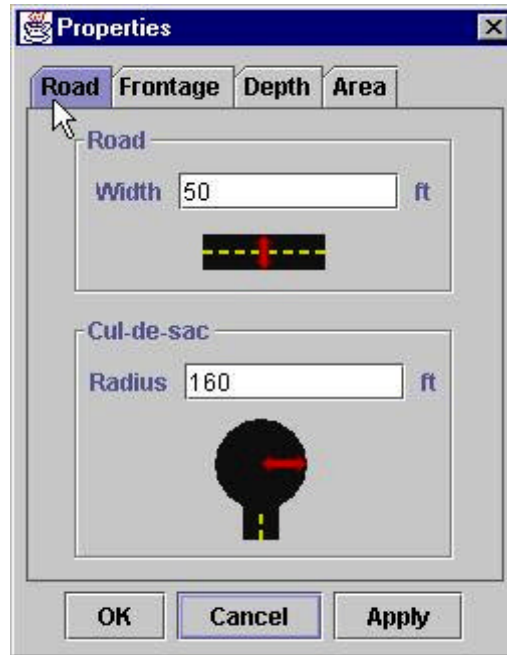 Properties
Road Frontage Depth Area
Road
Width 50 ft
Cul-de-sac
Radius 160 ft
OK Cancel Apply